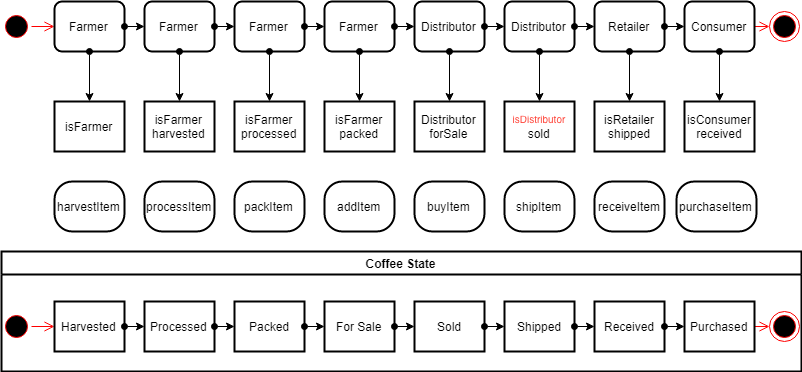 Farmer
Farmer
Farmer
Farmer
Distributor
Distributor
Retailer
Consumer
isFarmer
isFarmer
harvested
isFarmer
processed
isFarmer
packed
Distributor
forSale
isDistributor
sold
isRetailer
shipped
isConsumer
received
harvestItem
processItem
packItem
addItem
buyItem
shipItem
receiveItem
purchaseItem
Coffee State
Harvested
Processed
Packed
For Sale
Sold
Shipped
Received
Purchased